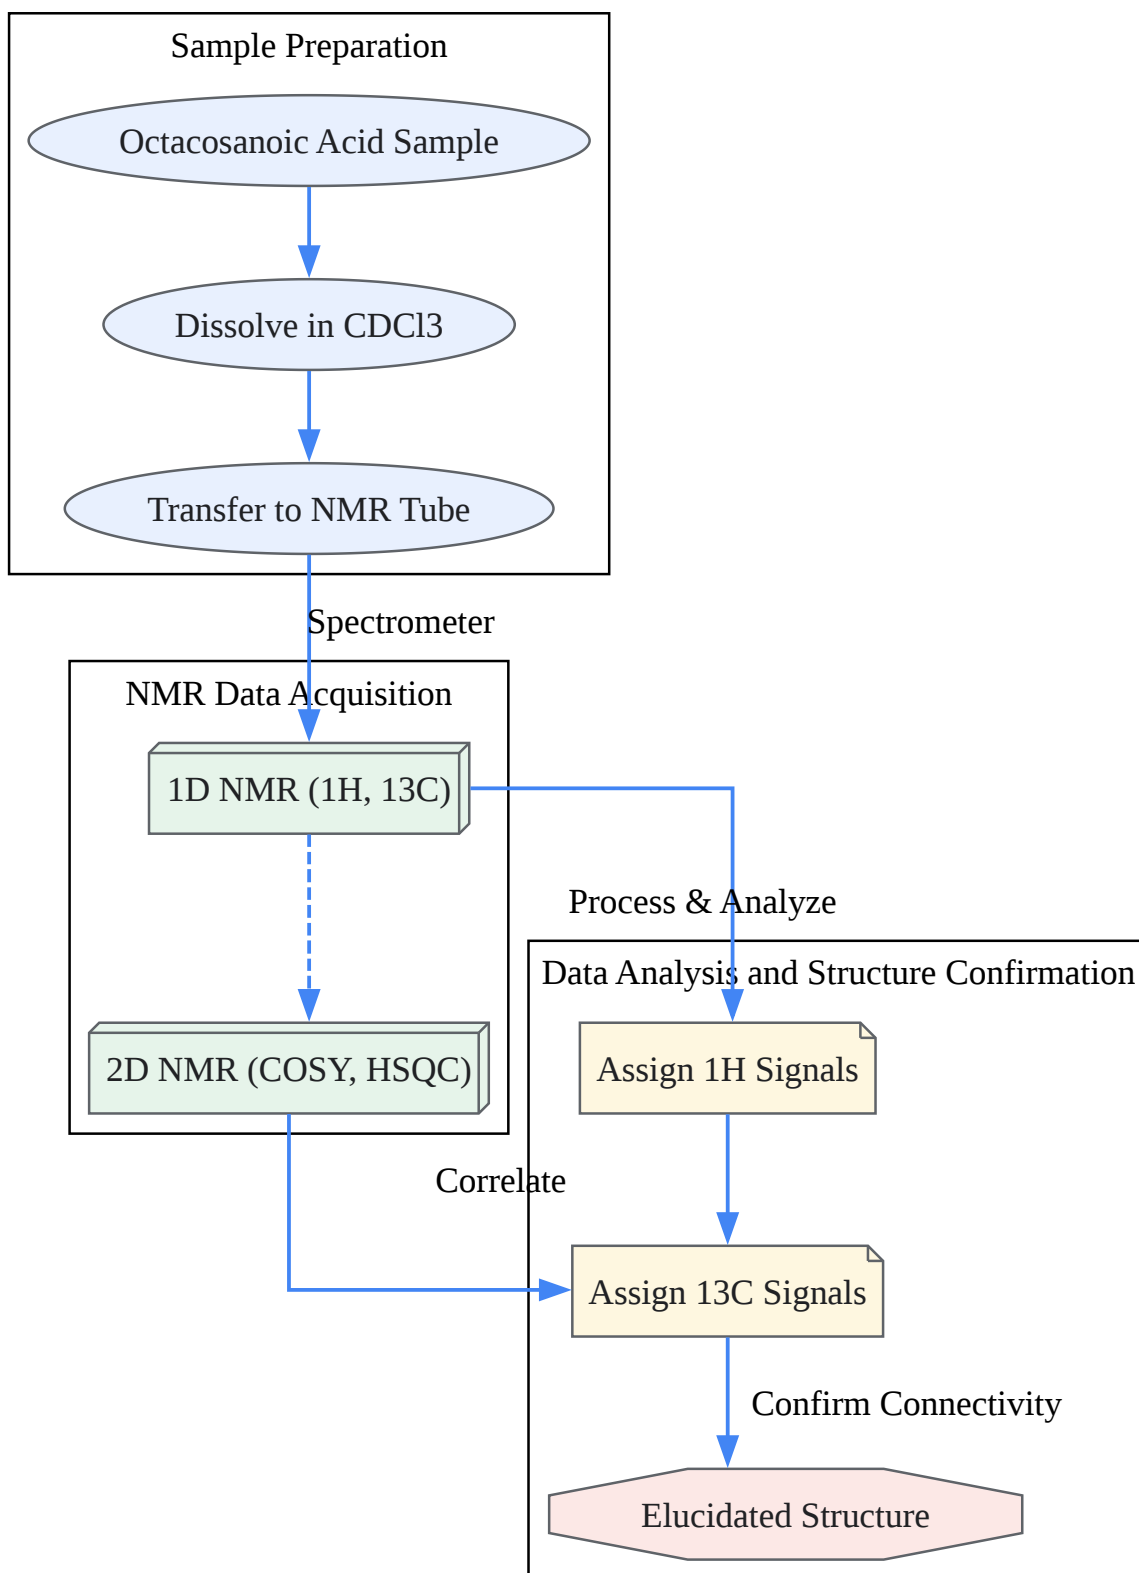 Sample Preparation
Octacosanoic Acid Sample
Dissolve in CDCl3
Transfer to NMR Tube
Spectrometer
NMR Data Acquisition
1D NMR (1H, 13C)
Process & Analyze
Data Analysis and Structure Confirmation
2D NMR (COSY, HSQC)
Assign 1H Signals
Correlate
Assign 13C Signals
Confirm Connectivity
Elucidated Structure